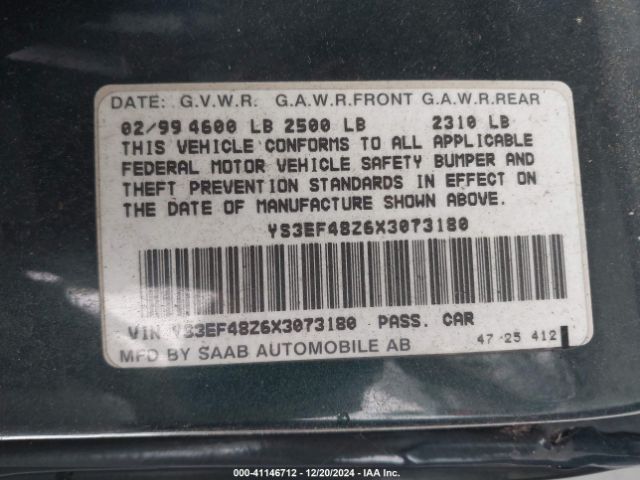 DATE: G.V.W.R. G.A.W.R.FRONT G.A.W.R.REAR
02/99 4600 LB 2500 LB 2310 LB
THIS VEHICLE CONFORMS TO ALL APPLICABLE
FEDERAL MOTOR VEHICLE SAFETY BUMPER AND
THEFT PREVENTION STANDARDS IN EFFECT ON
THE DATE OF MANUFACTURE SHOWN ABOVE.
YS3EF48Z6X3073180
VIN YS3EF48Z6X3073180 PASS. CAR
MFD BY SAAB AUTOMOBILE AB 47 25 412
000-41146712 - 12/20/2024 - IAA Inc.